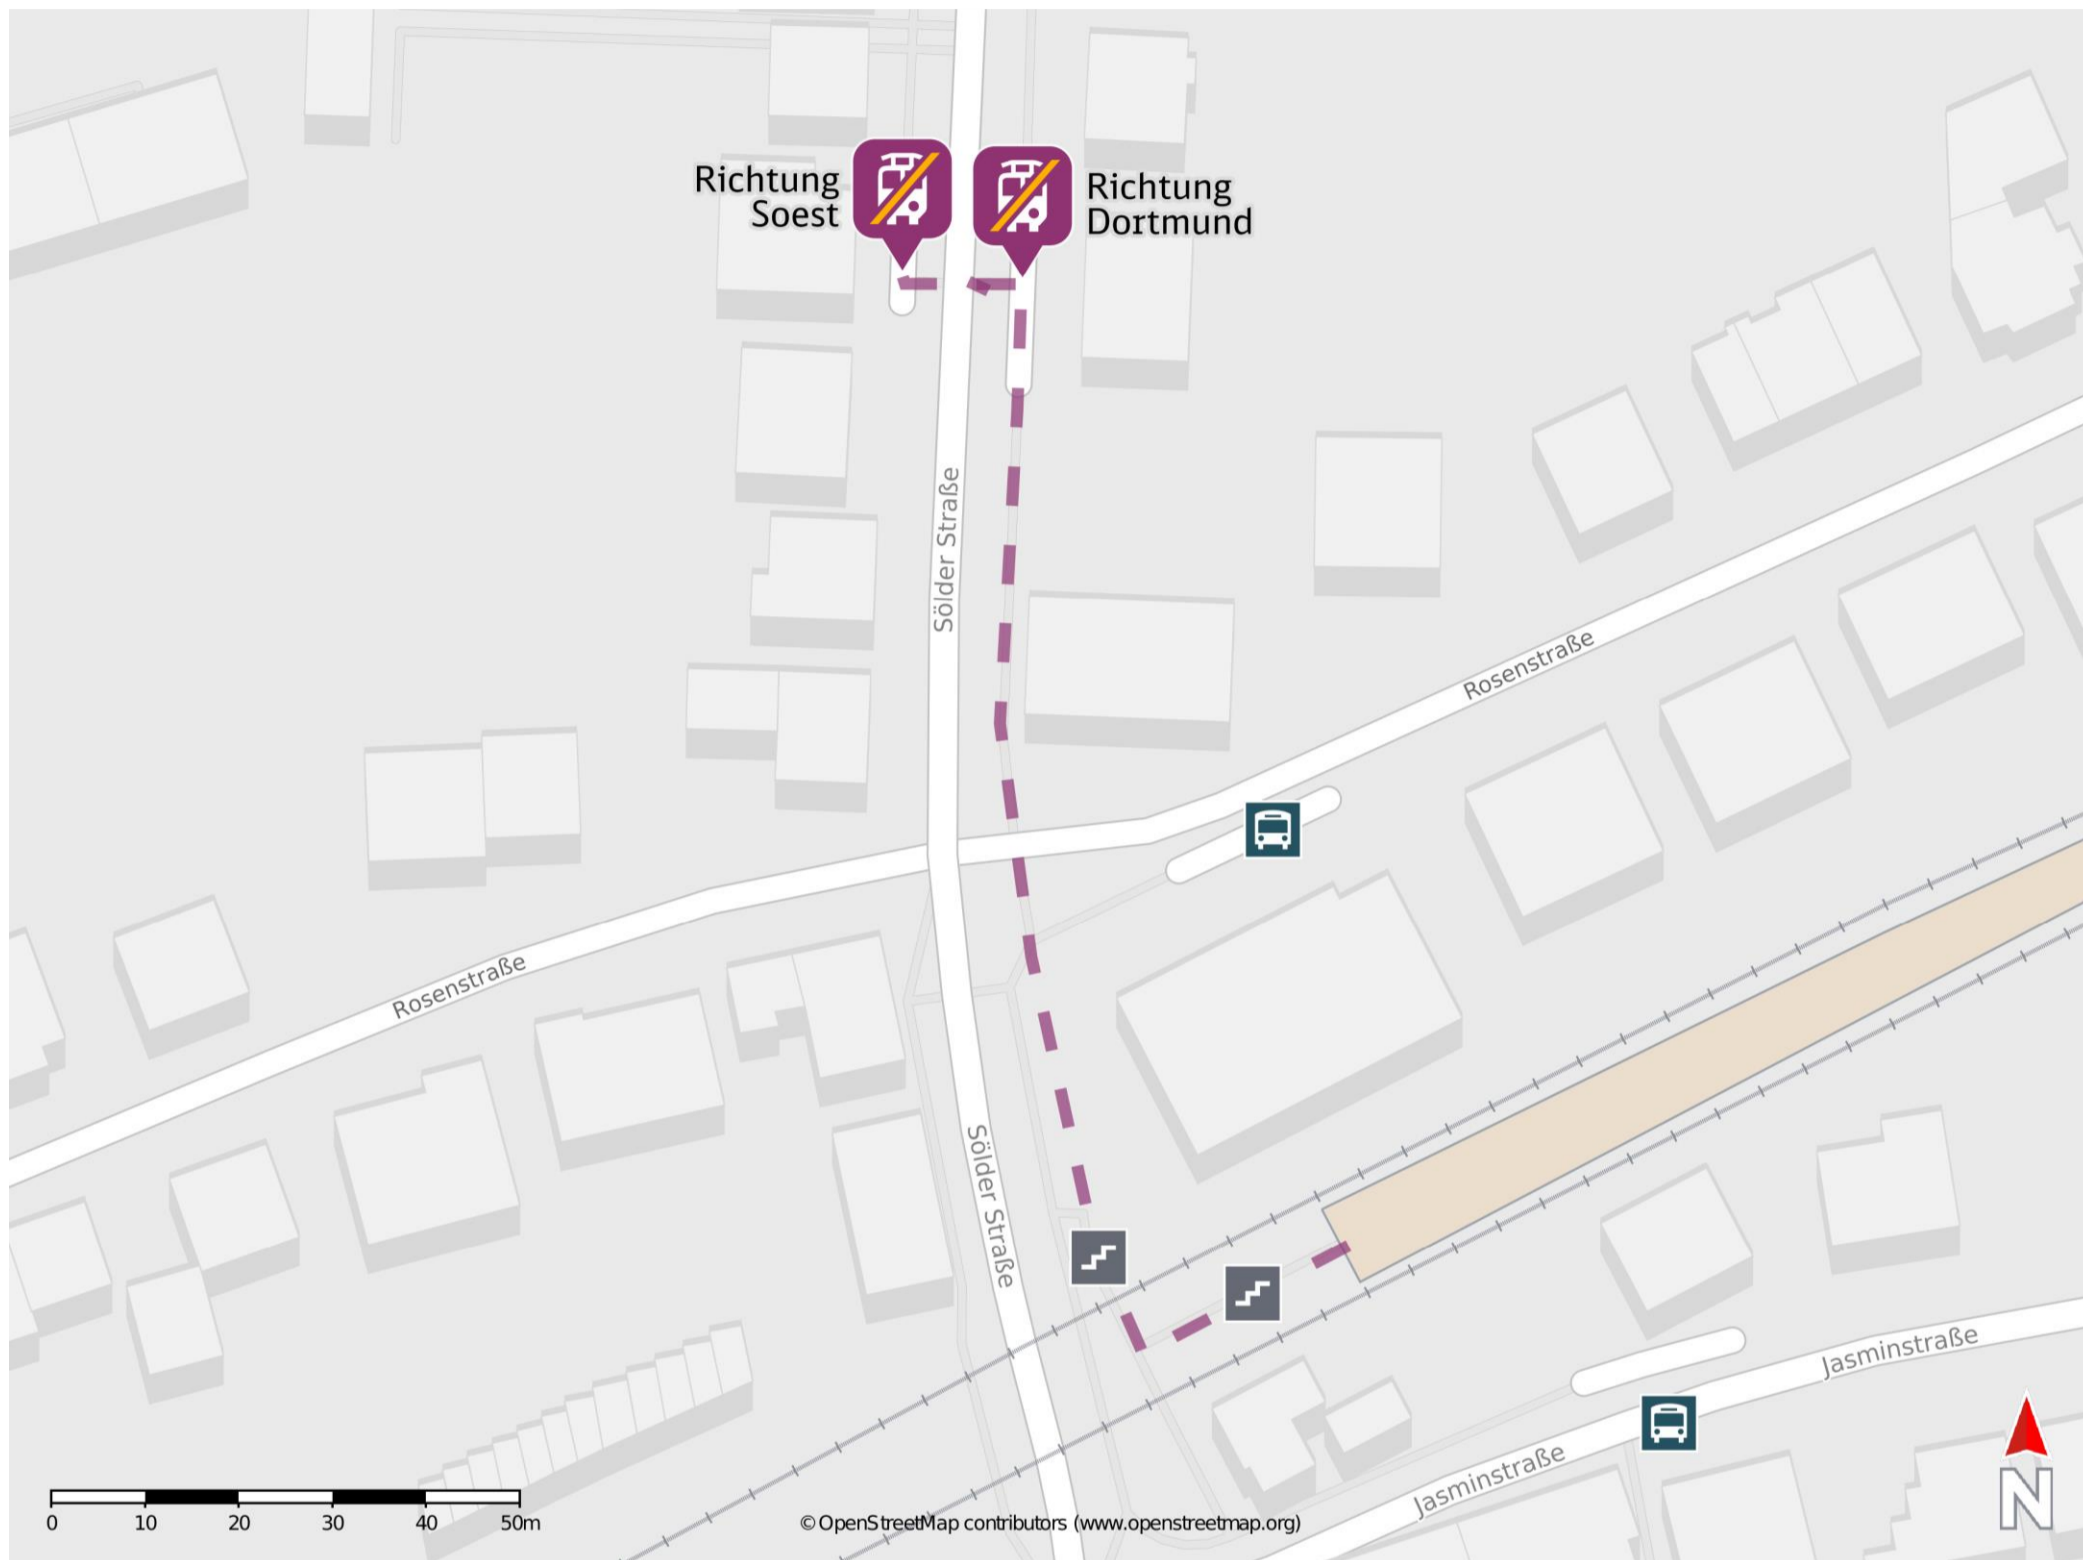 Richtung
Soest
Richtung
Dortmund
Sölder Straße
Rosenstraße
Rosenstraße
Sölder Straße
Jasminstraße
Jasminstraße
0 10 20 30 40 50m
© OpenStreetMap contributors (www.openstreetmap.org)
N